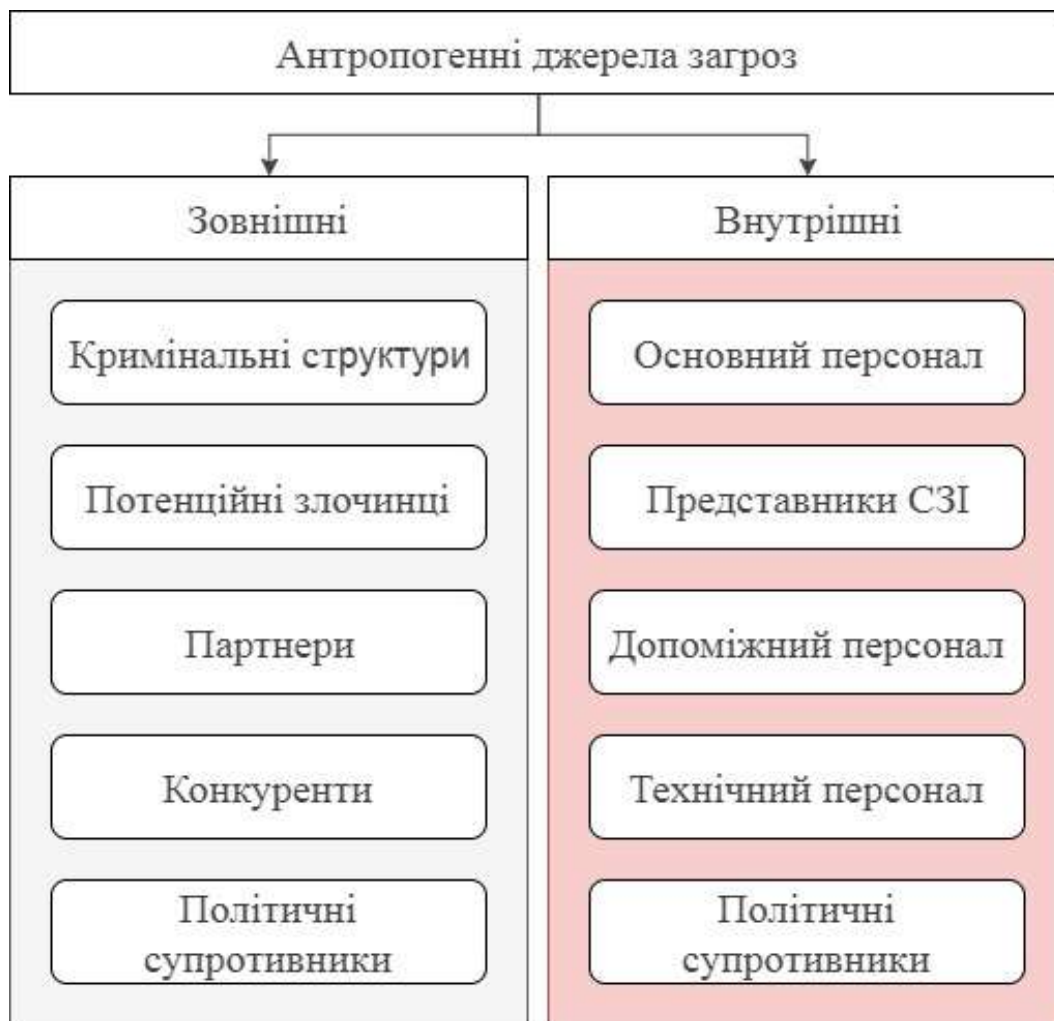 Антропогенні джерела загроз
Зовнішні
Кримінальні структури
Потенційні злочинці
Партнери
Конкуренти
Політичні
супротивники
Внутрішні
Основний персонал
Представники СЗІ
Допоміжний персонал
Технічний персонал
Політичні
супротивники